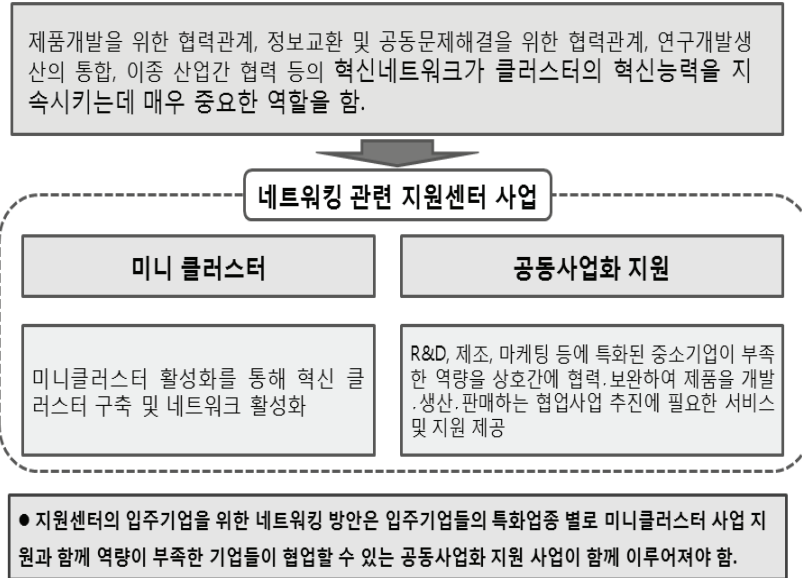 제품개발을 위한 협력관계, 정보교환 및 공동문제해결을 위한 협력관계, 연구개발생
산의 통합, 이종 산업간 협력 등의 혁신네트워크가 클러스터의 혁신능력을 지
속시키는데 매우 중요한 역할을 함.
네트워킹 관련 지원센터 사업
미니 클러스터
미니클러스터 활성화를 통해 혁신 클
러스터 구축 및 네트워크 활성화
공동사업화 지원
R&D, 제조, 마케팅 등에 특화된 중소기업이 부족
한 역량을 상호간에 협력·보완하여 제품을 개발
·생산·판매하는 협업사업 추진에 필요한 서비스
및 지원 제공
● 지원센터의 입주기업을 위한 네트워킹 방안은 입주기업들의 특화업종 별로 미니클러스터 사업 지
원과 함께 역량이 부족한 기업들이 협업할 수 있는 공동사업화 지원 사업이 함께 이루어져야 함.